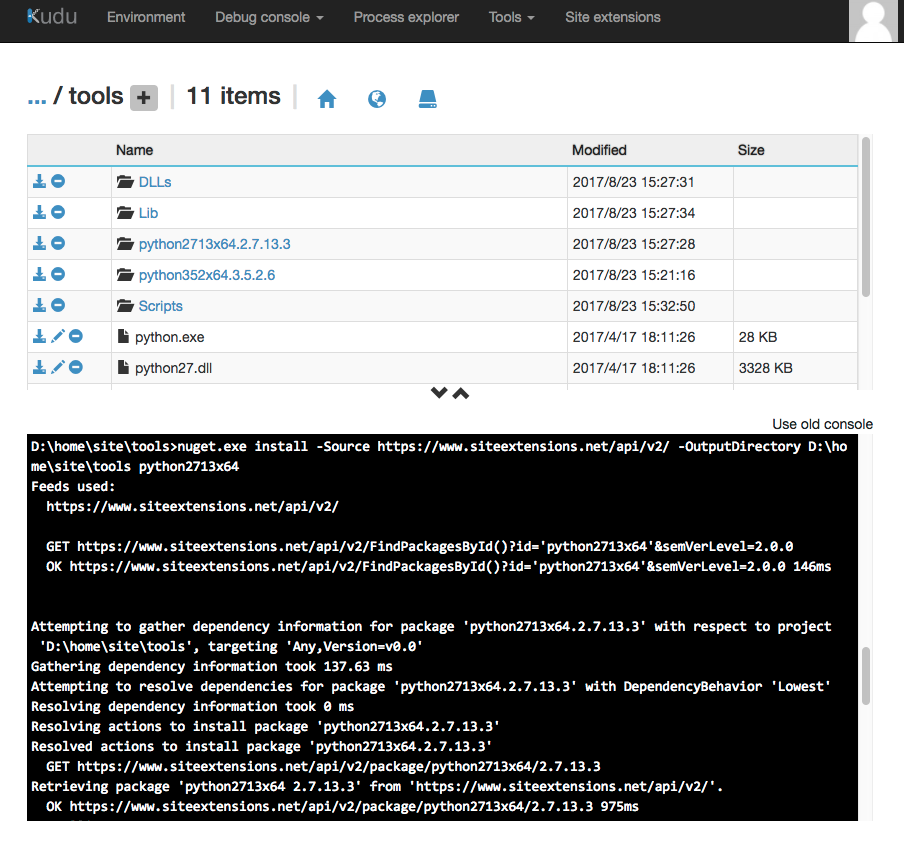 Kudu Environment Debug console Process explorer Tools Site extensions
... / tools 11 items
Name Modified Size
DLLs 2017/8/23 15:27:31
Lib 2017/8/23 15:27:34
python2713x64.2.7.13.3 2017/8/23 15:27:28
python352x64.3.5.2.6 2017/8/23 15:21:16
Scripts 2017/8/23 15:32:50
python.exe 2017/4/17 18:11:26 28 KB
python27.dll 2017/4/17 18:11:26 3328 KB
Use old console
D:\home\site\tools>nuget.exe install -Source https://www.siteextensions.net/api/v2/ -OutputDirectory D:\ho
me\site\tools python2713x64
Feeds used:
https://www.siteextensions.net/api/v2/
GET https://www.siteextensions.net/api/v2/FindPackagesById()?id='python2713x64'&semVerLevel=2.0.0
OK https://www.siteextensions.net/api/v2/FindPackagesById()?id='python2713x64'&semVerLevel=2.0.0 146ms
Attempting to gather dependency information for package 'python2713x64.2.7.13.3' with respect to project
'D:\home\site\tools', targeting 'Any,Version=v0.0'
Gathering dependency information took 137.63 ms
Attempting to resolve dependencies for package 'python2713x64.2.7.13.3' with DependencyBehavior 'Lowest'
Resolving dependency information took 0 ms
Resolving actions to install package 'python2713x64.2.7.13.3'
Resolved actions to install package 'python2713x64.2.7.13.3'
GET https://www.siteextensions.net/api/v2/package/python2713x64/2.7.13.3
Retrieving package 'python2713x64 2.7.13.3' from 'https://www.siteextensions.net/api/v2/'.
OK https://www.siteextensions.net/api/v2/package/python2713x64/2.7.13.3 975ms